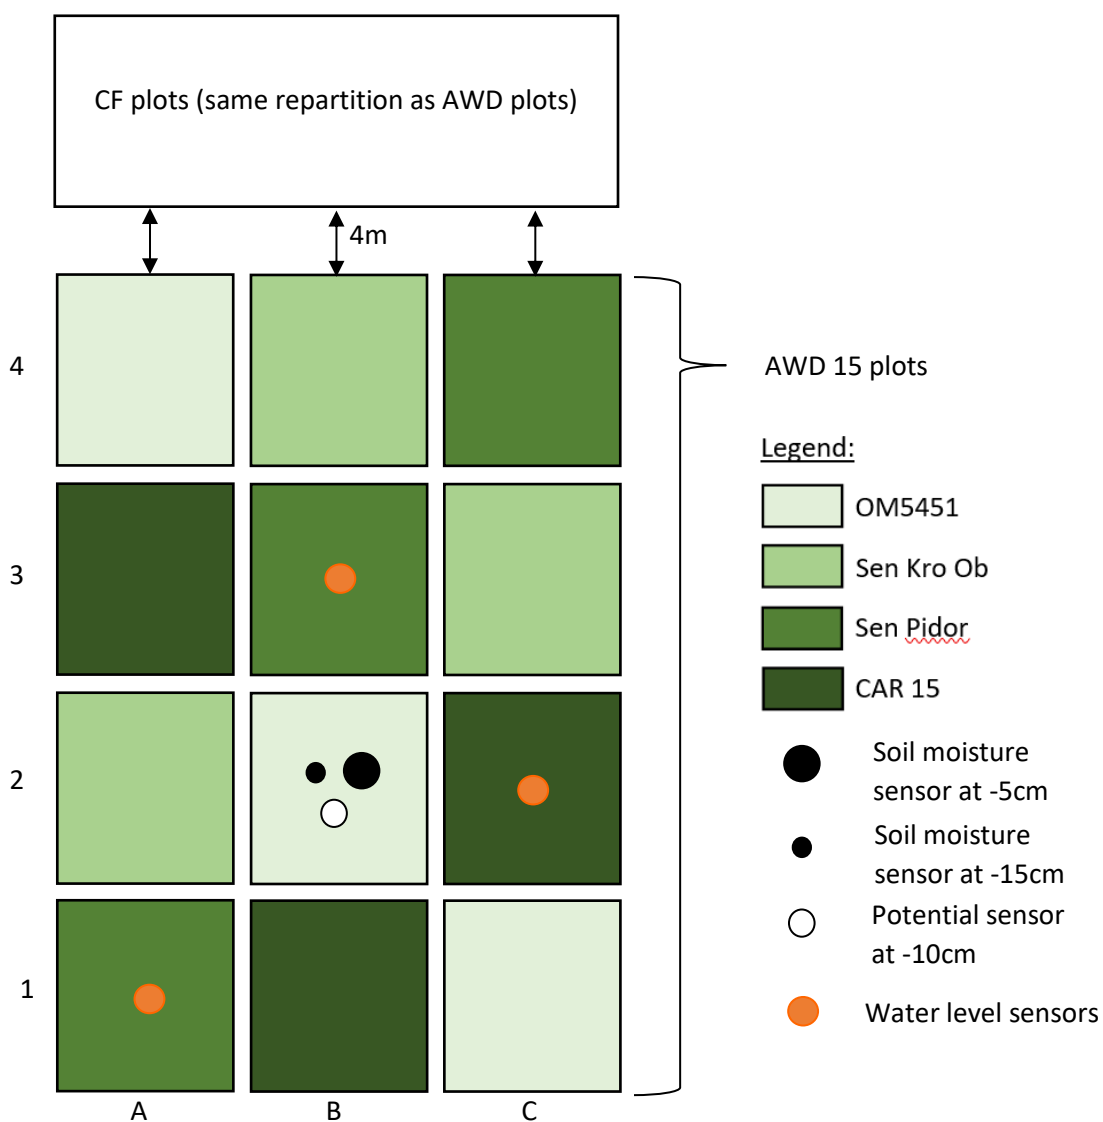 CF plots (same repartition as AWD plots)
4m
4
AWD 15 plots
Legend:
OM5451
3
Sen Kro Ob
Sen Pidor
CAR 15
2
Soil moisture
sensor at -5cm
Soil moisture
sensor at -15cm
Potential sensor
at -10cm
1
Water level sensors
A B C